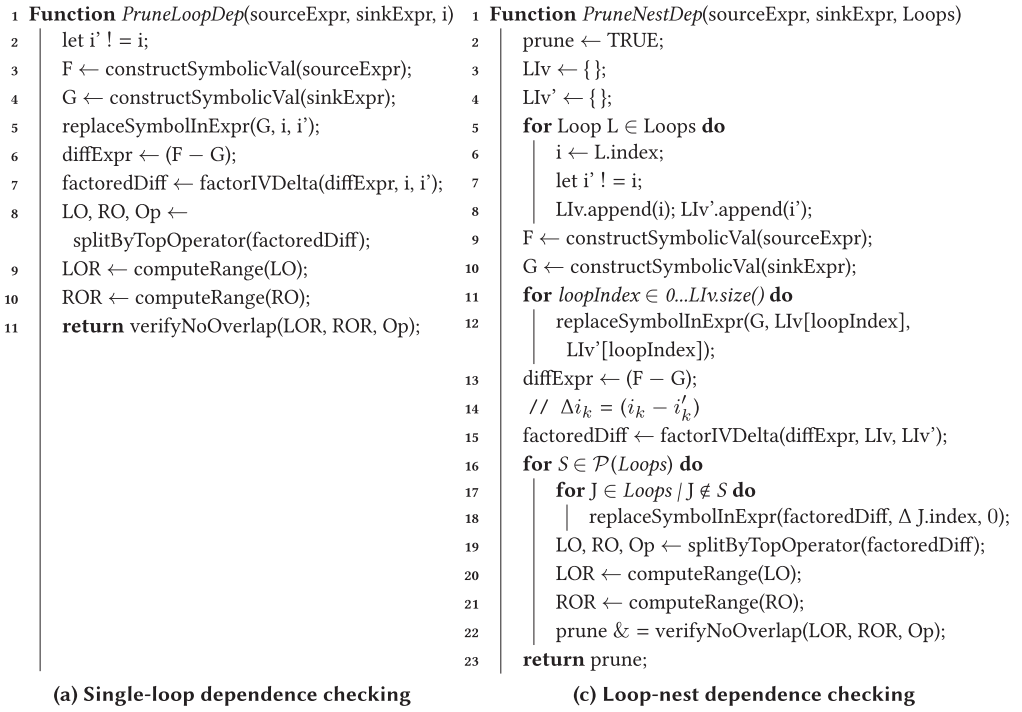 1 Function PruneLoopDep(sourceExpr, sinkExpr, i)
2 let i' ! = i;
3 F ← constructSymbolicVal(sourceExpr);
4 G ← constructSymbolicVal(sinkExpr);
5 replaceSymbolInExpr(G, i, i');
6 diffExpr ← (F − G);
7 factoredDiff ← factorIVDelta(diffExpr, i, i');
8 LO, RO, Op ←
splitByTopOperator(factoredDiff);
9 LOR ← computeRange(LO);
10 ROR ← computeRange(RO);
11 return verifyNoOverlap(LOR, ROR, Op);
(a) Single-loop dependence checking
1 Function PruneNestDep(sourceExpr, sinkExpr, Loops)
2 prune ← TRUE;
3 LIv ← { };
4 LIv' ← { };
5 for Loop L ∈ Loops do
6 i ← L.index;
7 let i' ! = i;
8 LIv.append(i); LIv'.append(i');
9 F ← constructSymbolicVal(sourceExpr);
10 G ← constructSymbolicVal(sinkExpr);
11 for loopIndex ∈ 0...LIv.size() do
12 replaceSymbolInExpr(G, LIv[loopIndex],
LIv'[loopIndex]);
13 diffExpr ← (F − G);
14 // Δi_k = (i_k − i'_k)
15 factoredDiff ← factorIVDelta(diffExpr, LIv, LIv');
16 for S ∈ 𝒫(Loops) do
17 for J ∈ Loops | J ∉ S do
18 replaceSymbolInExpr(factoredDiff, Δ J.index, 0);
19 LO, RO, Op ← splitByTopOperator(factoredDiff);
20 LOR ← computeRange(LO);
21 ROR ← computeRange(RO);
22 prune & = verifyNoOverlap(LOR, ROR, Op);
23 return prune;
(c) Loop-nest dependence checking